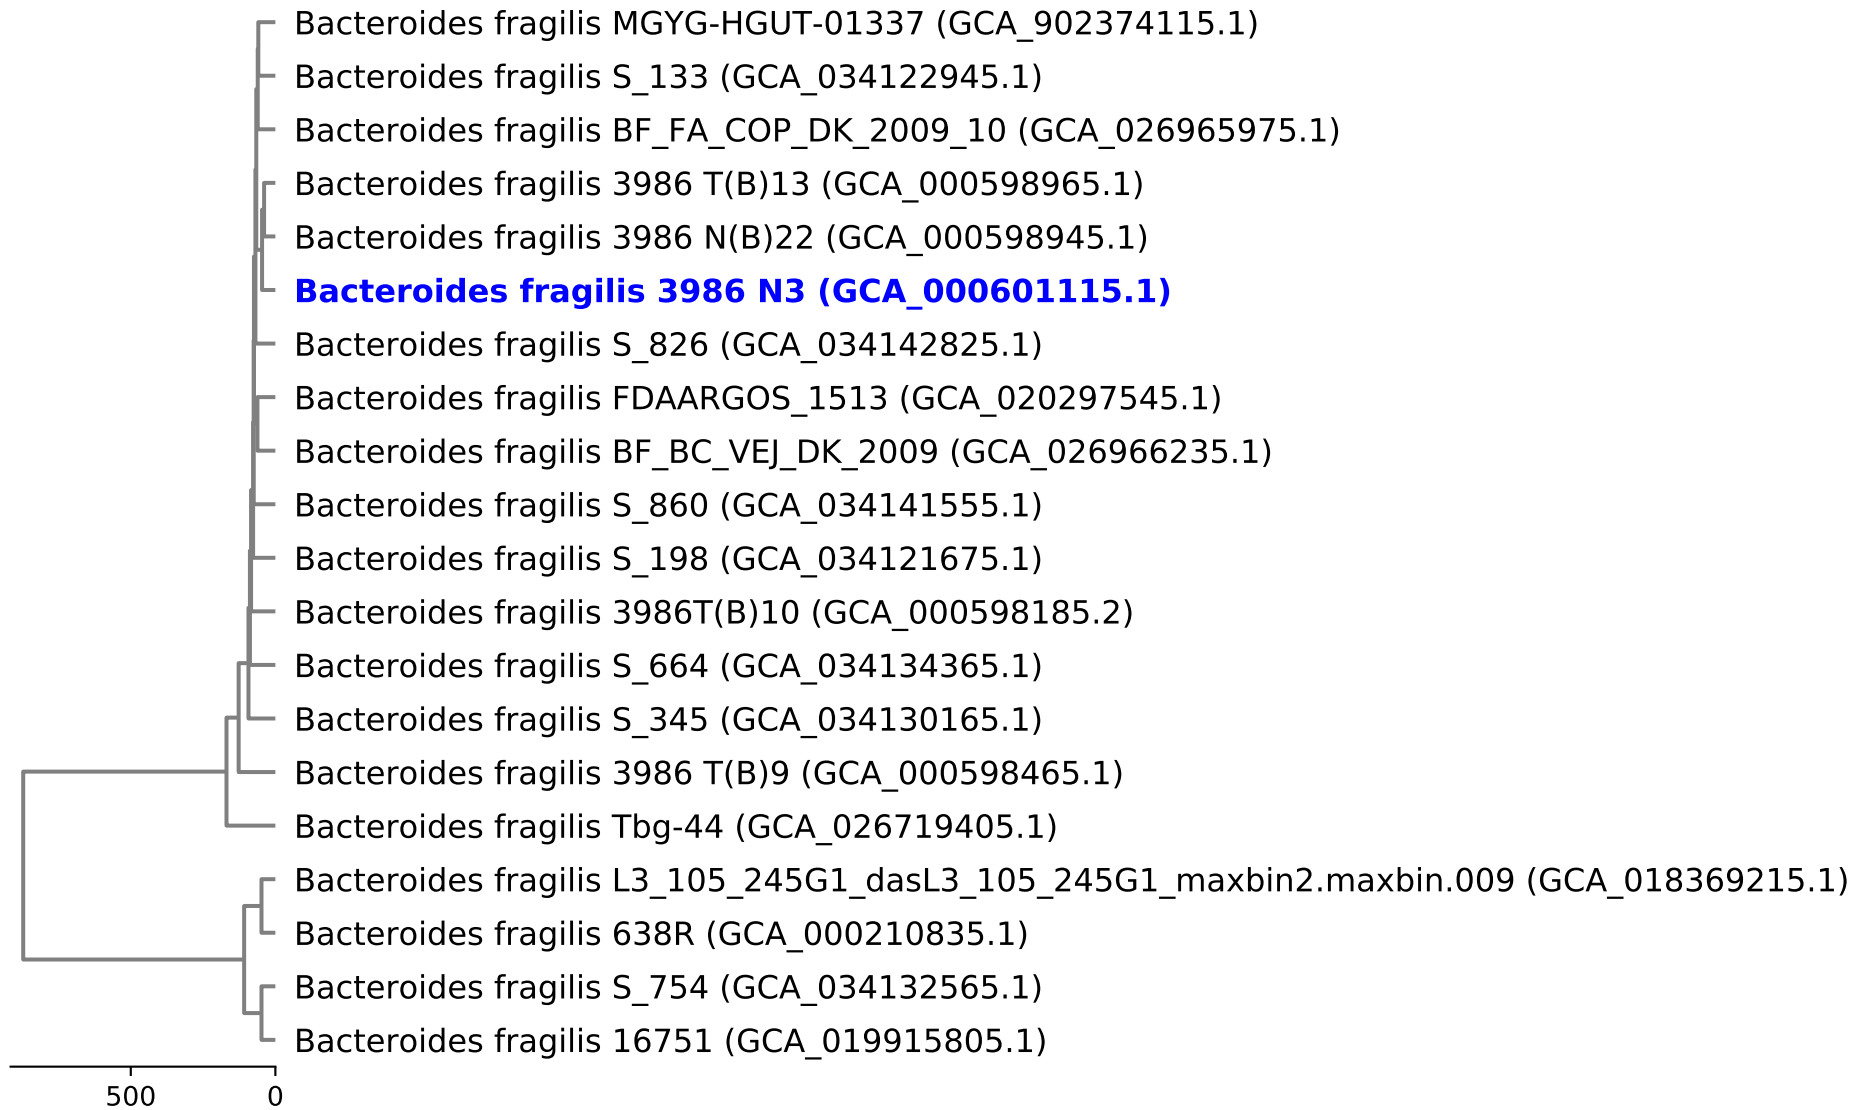 Bacteroides fragilis MGYG-HGUT-01337 (GCA_902374115.1)
Bacteroides fragilis S_133 (GCA_034122945.1)
Bacteroides fragilis BF_FA_COP_DK_2009_10 (GCA_026965975.1)
Bacteroides fragilis 3986 T(B)13 (GCA_000598965.1)
Bacteroides fragilis 3986 N(B)22 (GCA_000598945.1)
Bacteroides fragilis 3986 N3 (GCA_000601115.1)
Bacteroides fragilis S_826 (GCA_034142825.1)
Bacteroides fragilis FDAARGOS_1513 (GCA_020297545.1)
Bacteroides fragilis BF_BC_VEJ_DK_2009 (GCA_026966235.1)
Bacteroides fragilis S_860 (GCA_034141555.1)
Bacteroides fragilis S_198 (GCA_034121675.1)
Bacteroides fragilis 3986T(B)10 (GCA_000598185.2)
Bacteroides fragilis S_664 (GCA_034134365.1)
Bacteroides fragilis S_345 (GCA_034130165.1)
Bacteroides fragilis 3986 T(B)9 (GCA_000598465.1)
Bacteroides fragilis Tbg-44 (GCA_026719405.1)
Bacteroides fragilis L3_105_245G1_dasL3_105_245G1_maxbin2.maxbin.009 (GCA_018369215.1)
Bacteroides fragilis 638R (GCA_000210835.1)
Bacteroides fragilis S_754 (GCA_034132565.1)
Bacteroides fragilis 16751 (GCA_019915805.1)
500 0